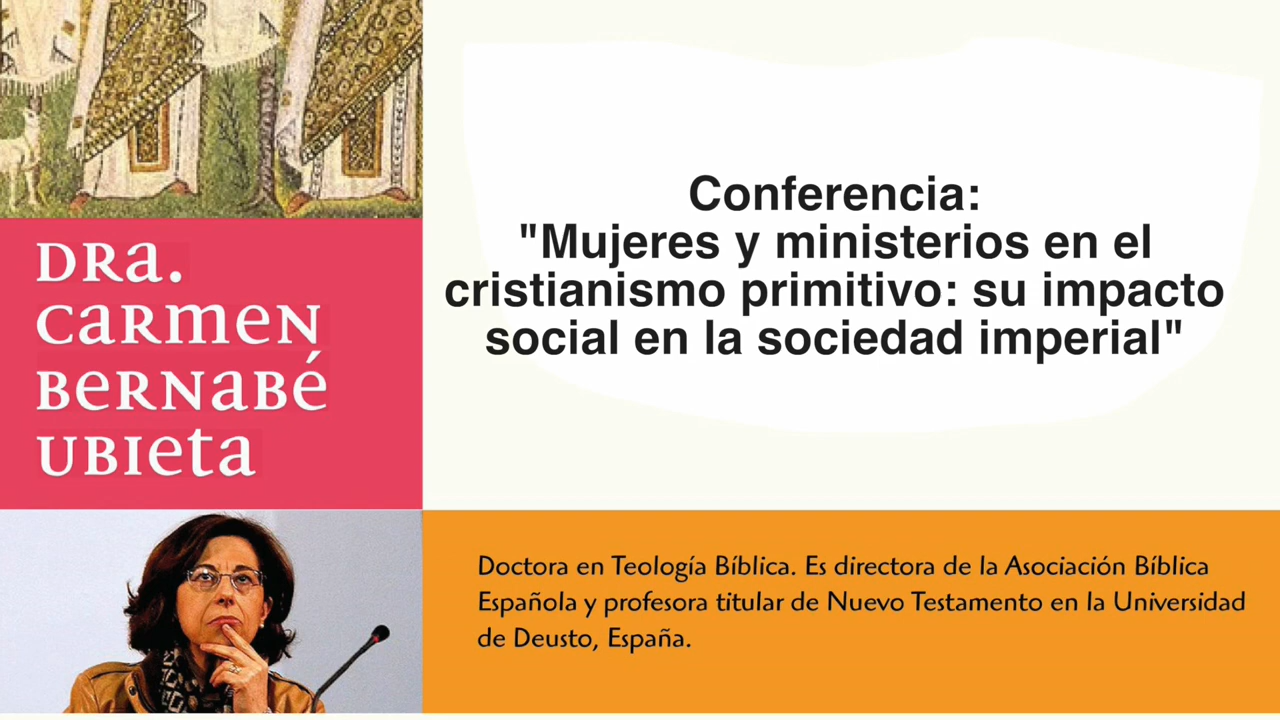 DRa.
CaRmeN
BeRNaBé
UBIeta
Conferencia:
"Mujeres y ministerios en el
cristianismo primitivo: su impacto
social en la sociedad imperial"
Doctora en Teología Bíblica. Es directora de la Asociación Bíblica
Española y profesora titular de Nuevo Testamento en la Universidad
de Deusto, España.